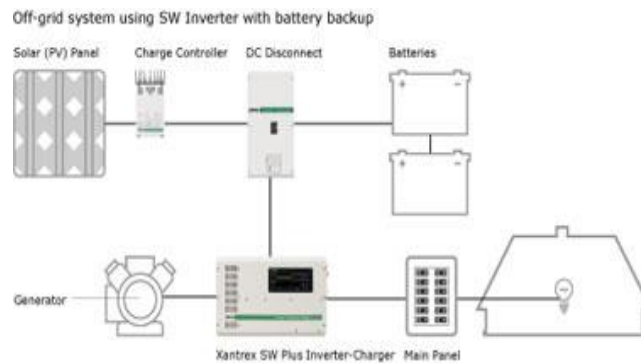 Off-grid system using SW Inverter with battery backup
Solar (PV) Panel
Charge Controller
DC Disconnect
Batteries
Generator
Xantrex SW Plus Inverter-Charger
Main Panel